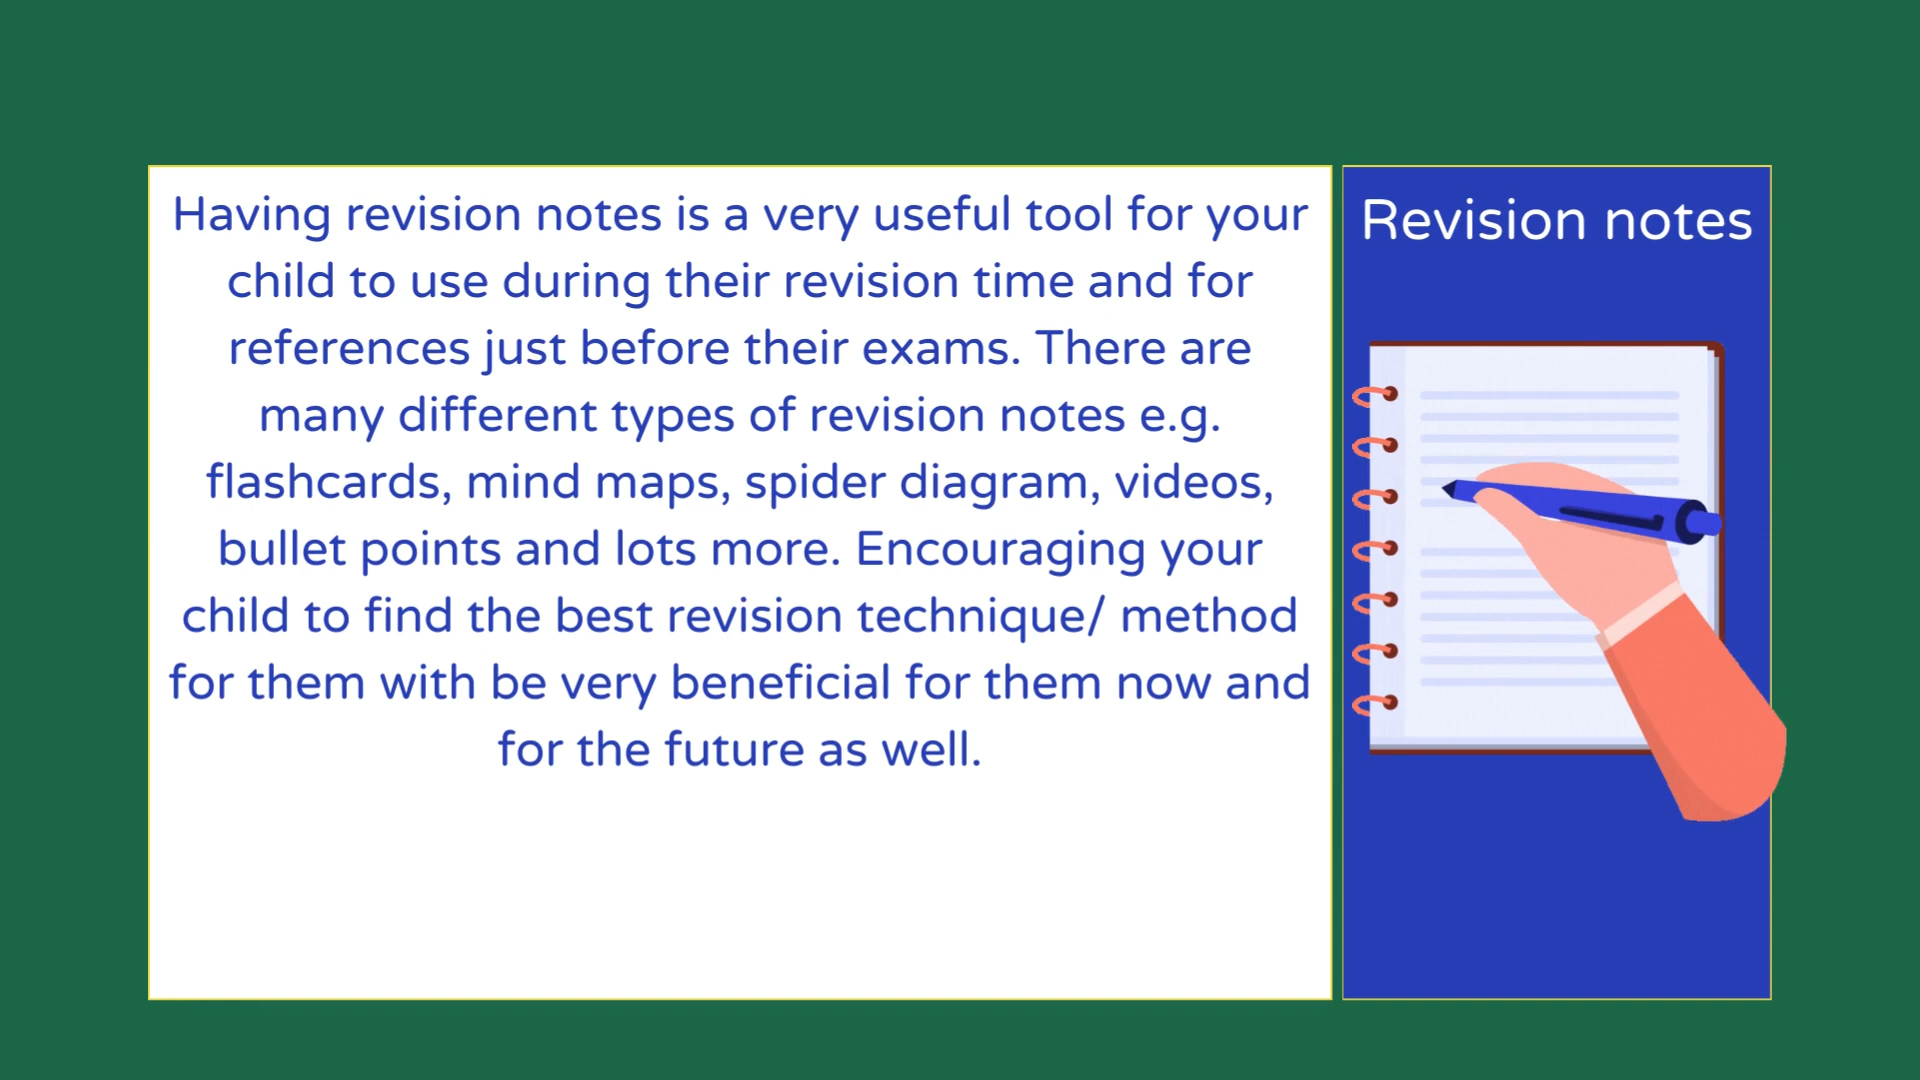 Having revision notes is a very useful tool for your
child to use during their revision time and for
references just before their exams. There are
many different types of revision notes e.g.
flashcards, mind maps, spider diagram, videos,
bullet points and lots more. Encouraging your
child to find the best revision technique/ method
for them with be very beneficial for them now and
for the future as well.
Revision notes